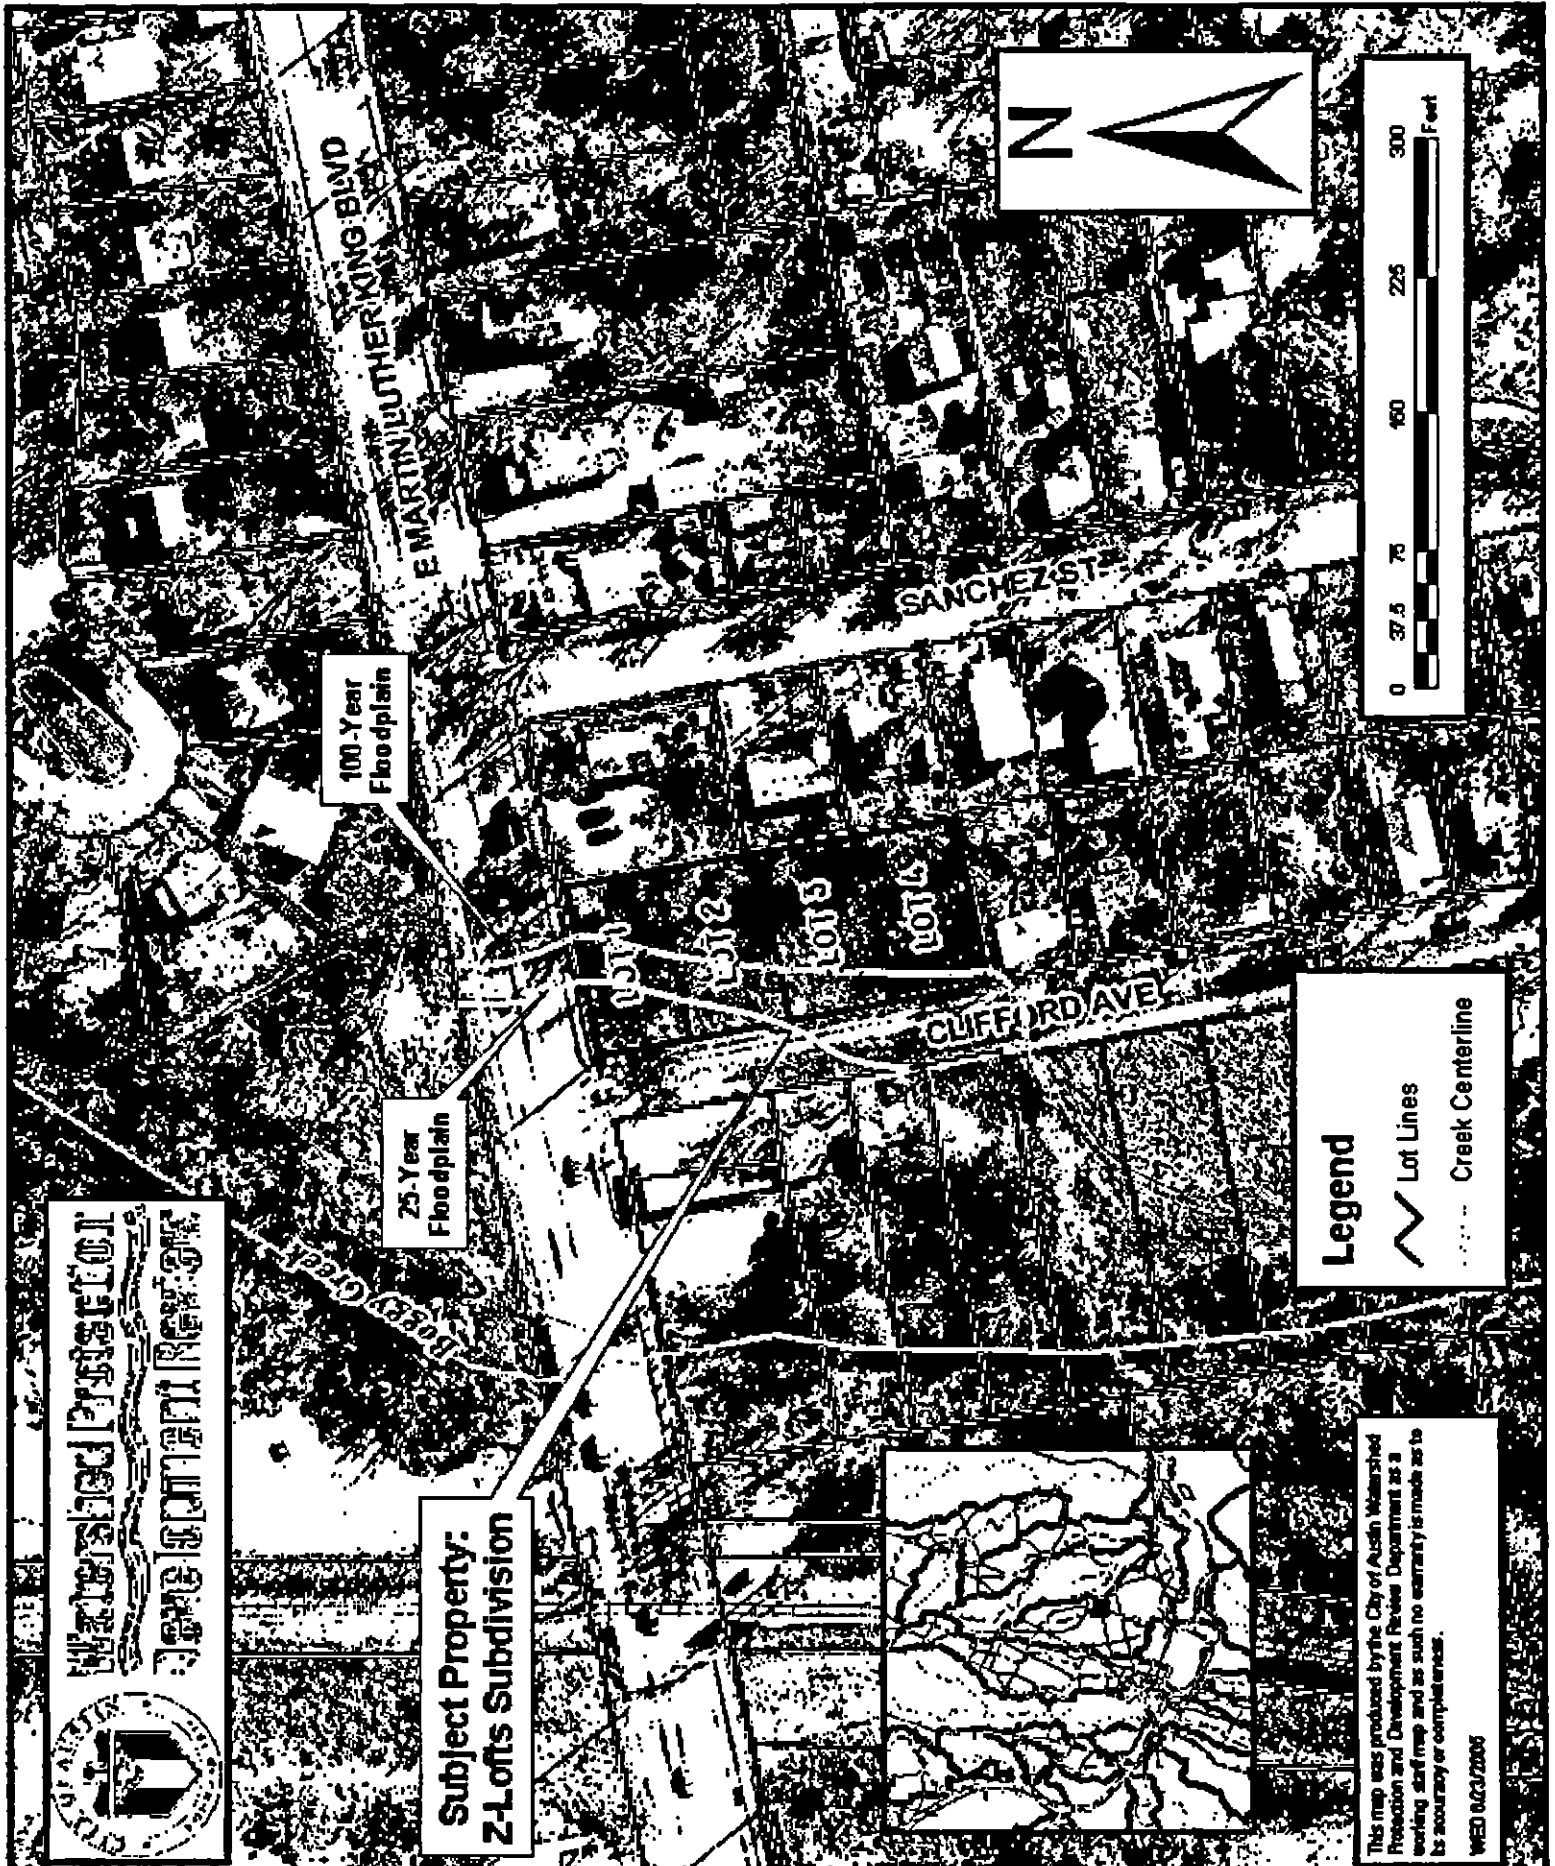 Watershed Protection
Development Review
Subject Property:
Z-Lofts Subdivision
25-Year
Floodplain
100-Year
Floodplain
Boggy Creek
E MARTIN LUTHER KING BLVD
SANCHEZ ST
CLIFFORD AVE
LOT 1
LOT 2
LOT 3
LOT 4
N
0 37.5 75 150 225 300
Feet
Legend
Lot Lines
Creek Centerline
This map was produced by the City of Austin Watershed
Protection and Development Review Department as a
working staff map and as such no warranty is made as to
its accuracy or completeness.